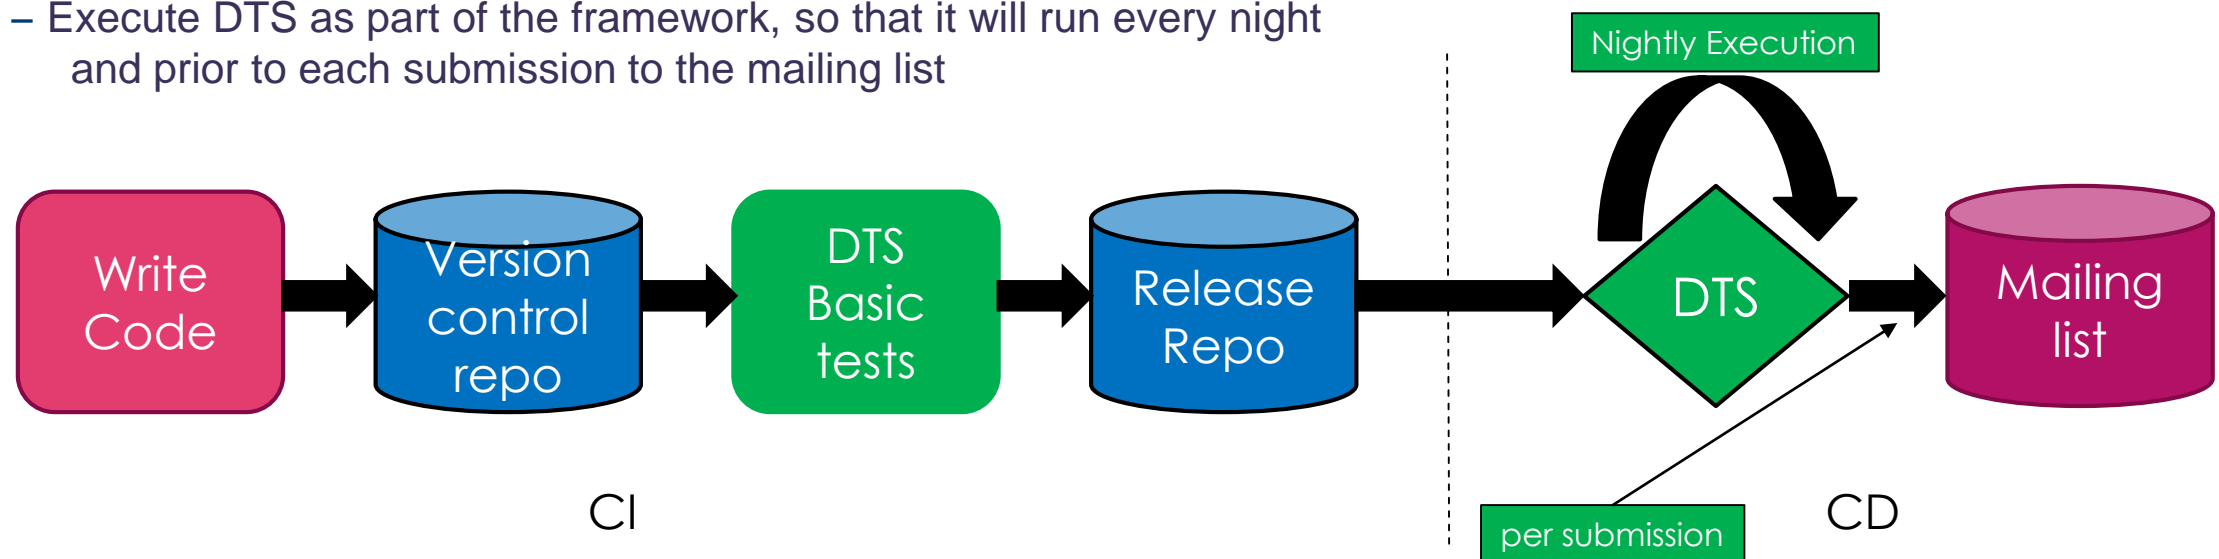 – Execute DTS as part of the framework, so that it will run every night
and prior to each submission to the mailing list
Nightly Execution
Write
Code
Version
control
repo
DTS
Basic
tests
Release
Repo
DTS
Mailing
list
CI
per submission
CD